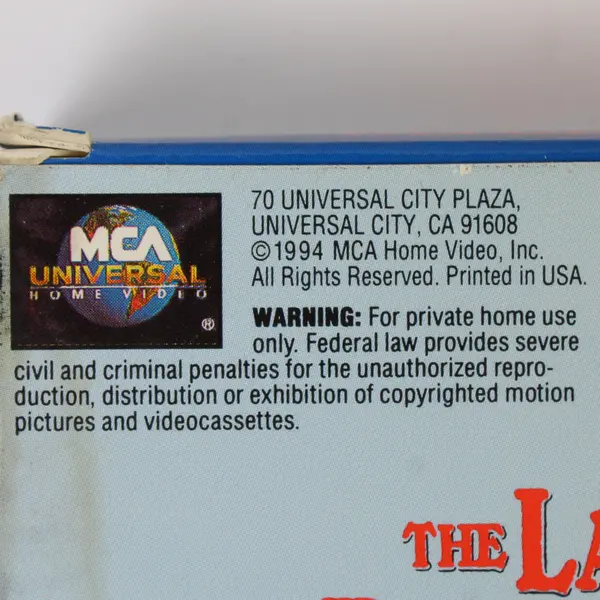 MCA
UNIVERSAL
HOME VIDEO
®
70 UNIVERSAL CITY PLAZA,
UNIVERSAL CITY, CA 91608
©1994 MCA Home Video, Inc.
All Rights Reserved. Printed in USA.
WARNING: For private home use
only. Federal law provides severe
civil and criminal penalties for the unauthorized repro-
duction, distribution or exhibition of copyrighted motion
pictures and videocassettes.
THE LA